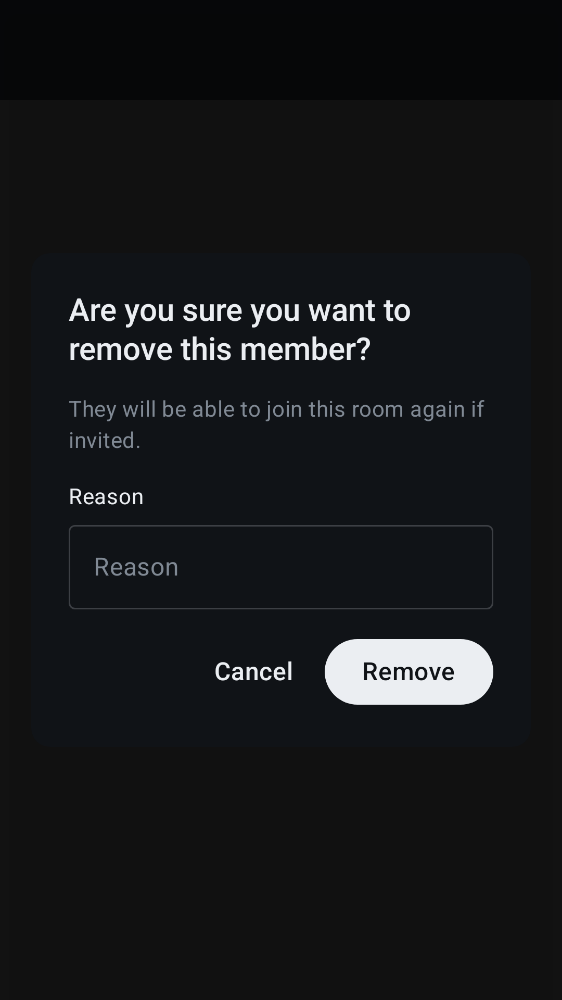 Are you sure you want to
remove this member?
They will be able to join this room again if
invited.
Reason
Reason
Cancel Remove